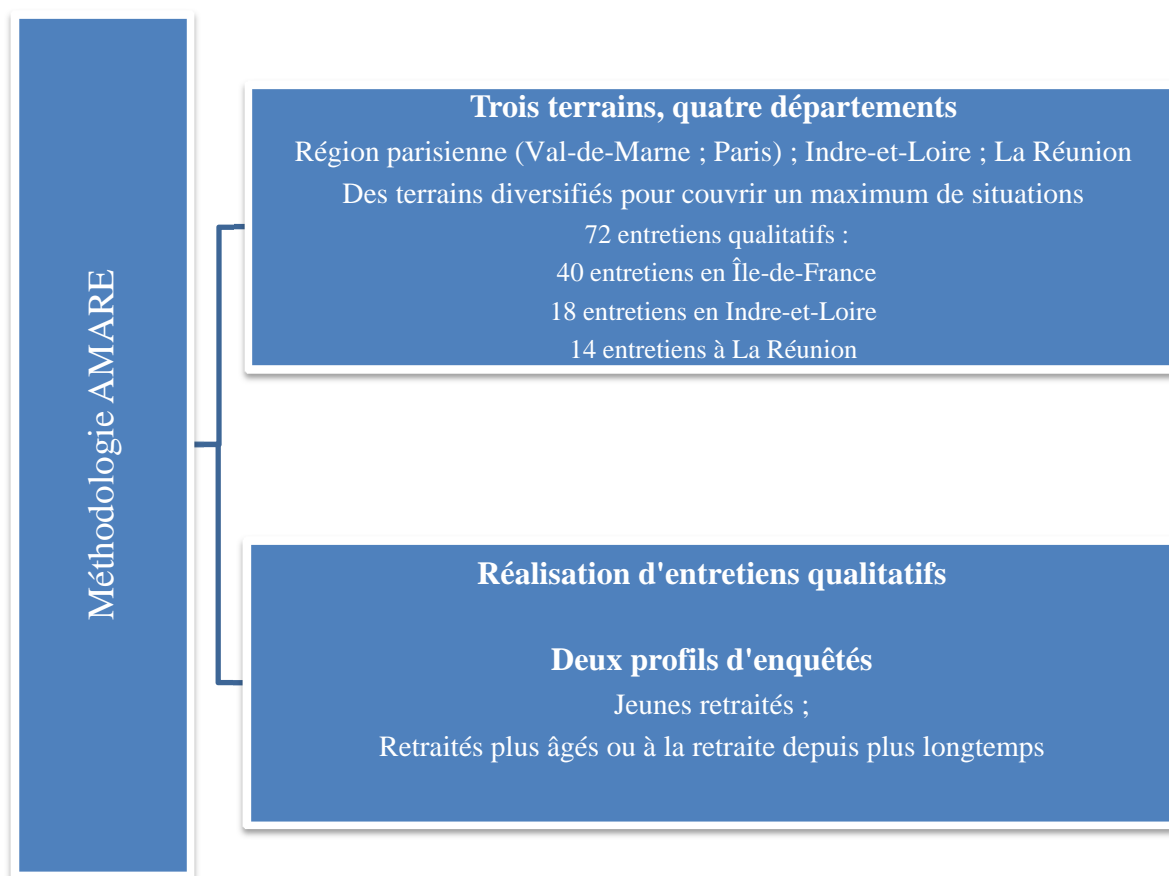 Méthodologie AMARE
Trois terrains, quatre départements
Région parisienne (Val-de-Marne ; Paris) ; Indre-et-Loire ; La Réunion
Des terrains diversifiés pour couvrir un maximum de situations
72 entretiens qualitatifs :
40 entretiens en Île-de-France
18 entretiens en Indre-et-Loire
14 entretiens à La Réunion
Réalisation d'entretiens qualitatifs
Deux profils d'enquêtés
Jeunes retraités ;
Retraités plus âgés ou à la retraite depuis plus longtemps